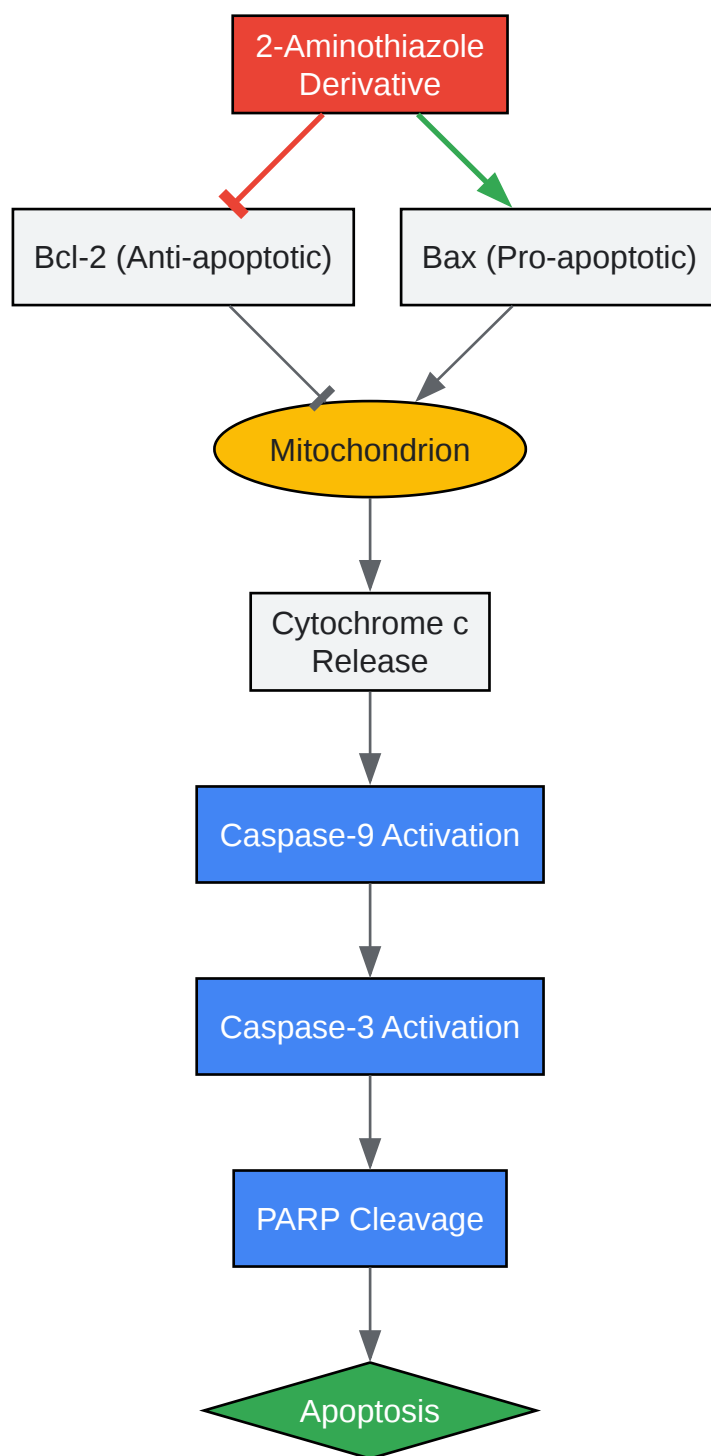 2-Aminothiazole
Derivative
Bcl-2 (Anti-apoptotic)
Bax (Pro-apoptotic)
Mitochondrion
Cytochrome c
Release
Caspase-9 Activation
Caspase-3 Activation
PARP Cleavage
Apoptosis